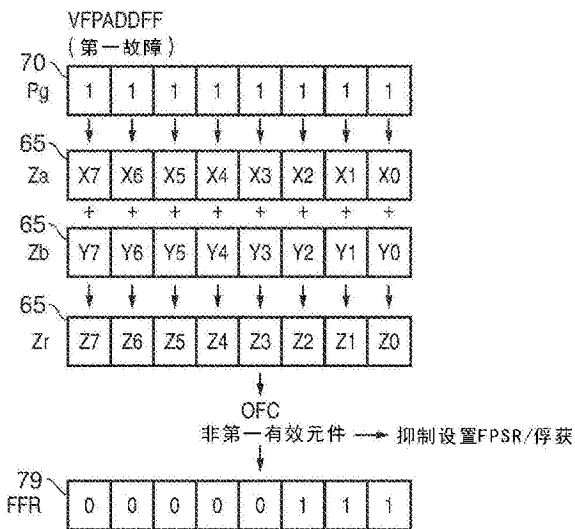 VFPADDFF
(第一故障)
70
Pg 1 1 1 1 1 1 1 1
65
Za X7 X6 X5 X4 X3 X2 X1 X0
+ + + + + + + +
65
Zb Y7 Y6 Y5 Y4 Y3 Y2 Y1 Y0
65
Zr Z7 Z6 Z5 Z4 Z3 Z2 Z1 Z0
OFC
非第一有效元件 → 抑制设置FPSR/停获
79
FFR 0 0 0 0 0 1 1 1